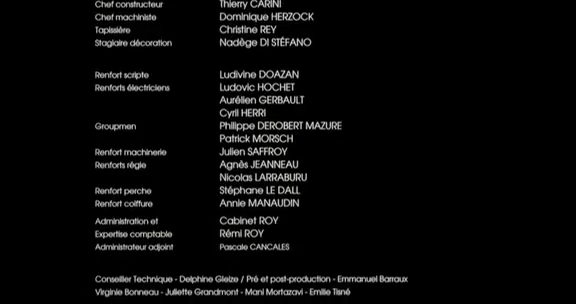 Chef constructeur Thierry CARINI
Chef machiniste Dominique HERZOCK
Tapissière Christine REY
Stagiaire décoration Nadège DI STÉFANO
Renfort scripte Ludivine DOAZAN
Renforts électriciens Ludovic HOCHET
Aurélien GERBAULT
Cyril HERRI
Groupmen Philippe DEROBERT MAZURE
Patrick MORSCH
Renfort machinerie Julien SAFFROY
Renforts régie Agnès JEANNEAU
Nicolas LARRABURU
Renfort perche Stéphane LE DALL
Renfort coiffure Annie MANAUDIN
Administration et Cabinet ROY
Expertise comptable Rémi ROY
Administrateur adjoint Pascale CANCALES
Conseiller Technique - Delphine Gleize / Pré et post-production - Emmanuel Barraux
Virginie Bonneau - Juliette Grandmont - Mani Mortazavi - Emilie Tisné